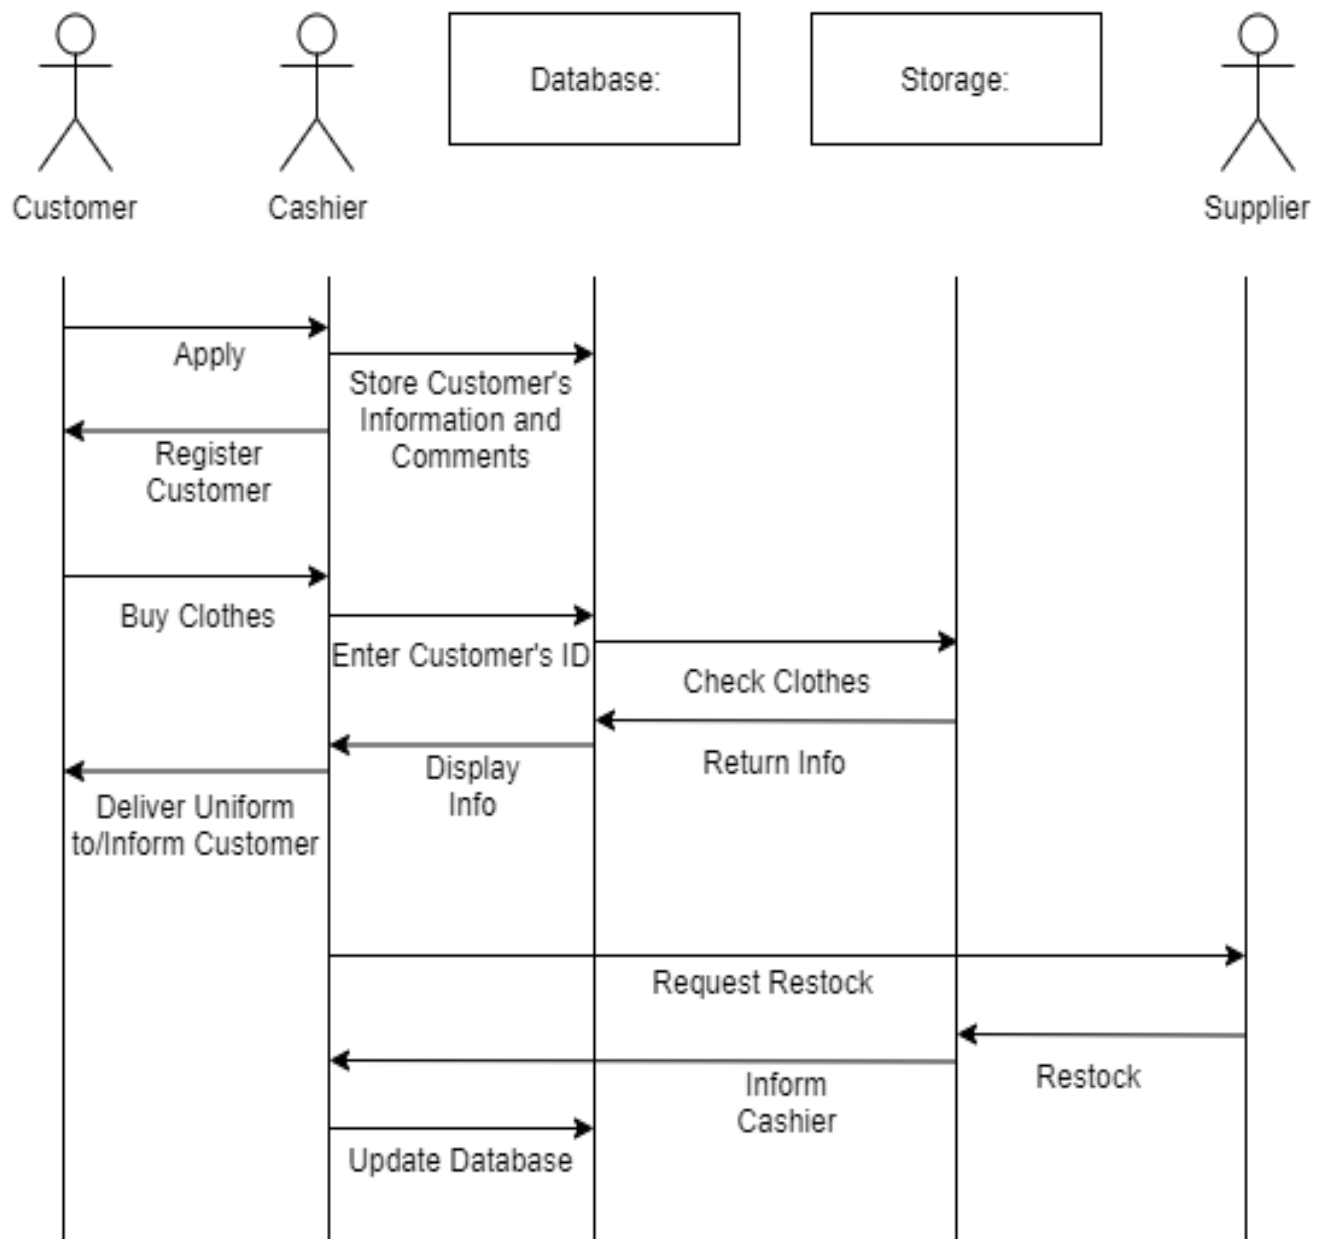 Database:
Storage:
Customer
Cashier
Supplier
Apply
Store Customer's
Information and
Comments
Register
Customer
Buy Clothes
Enter Customer's ID
Check Clothes
Return Info
Display
Info
Deliver Uniform
to/Inform Customer
Request Restock
Restock
Inform
Cashier
Update Database